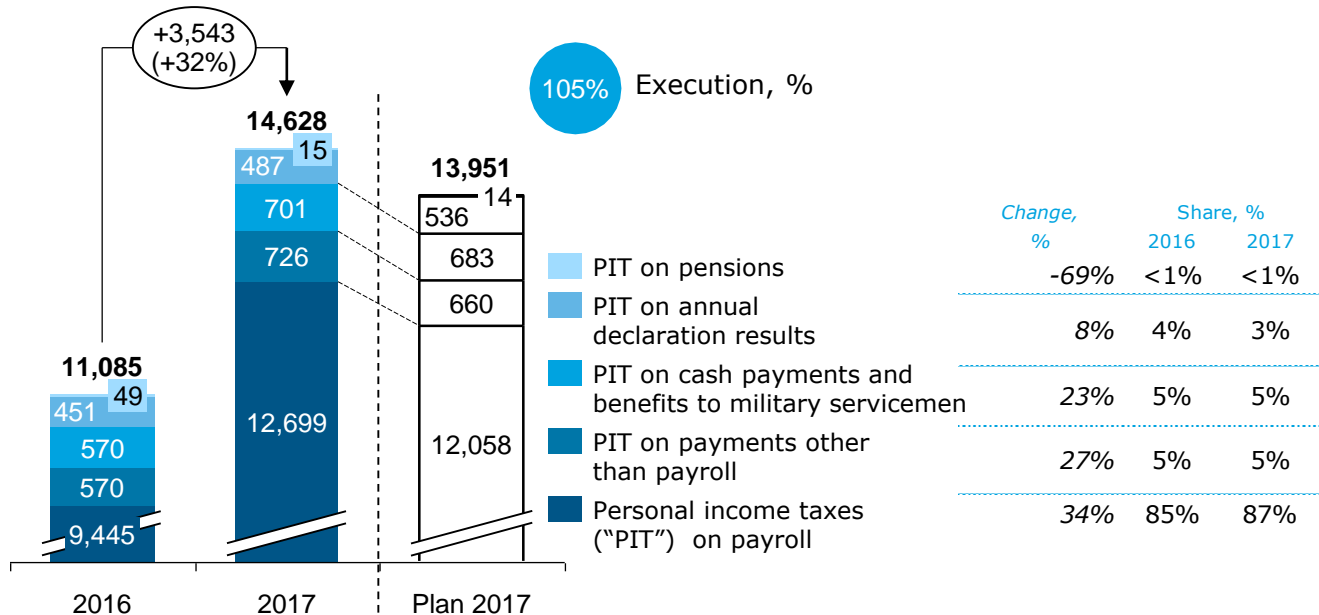 +3,543
(+32%)
105%
Execution, %
14,628
15
487
701
726
12,699
13,951
14
536
683
660
12,058
11,085
49
451
570
570
9,445
2016
2017
Plan 2017
PIT on pensions
PIT on annual
declaration results
PIT on cash payments and
benefits to military servicemen
PIT on payments other
than payroll
Personal income taxes
(“PIT”) on payroll
Change, Share, %
% 2016 2017
-69% <1% <1%
8% 4% 3%
23% 5% 5%
27% 5% 5%
34% 85% 87%